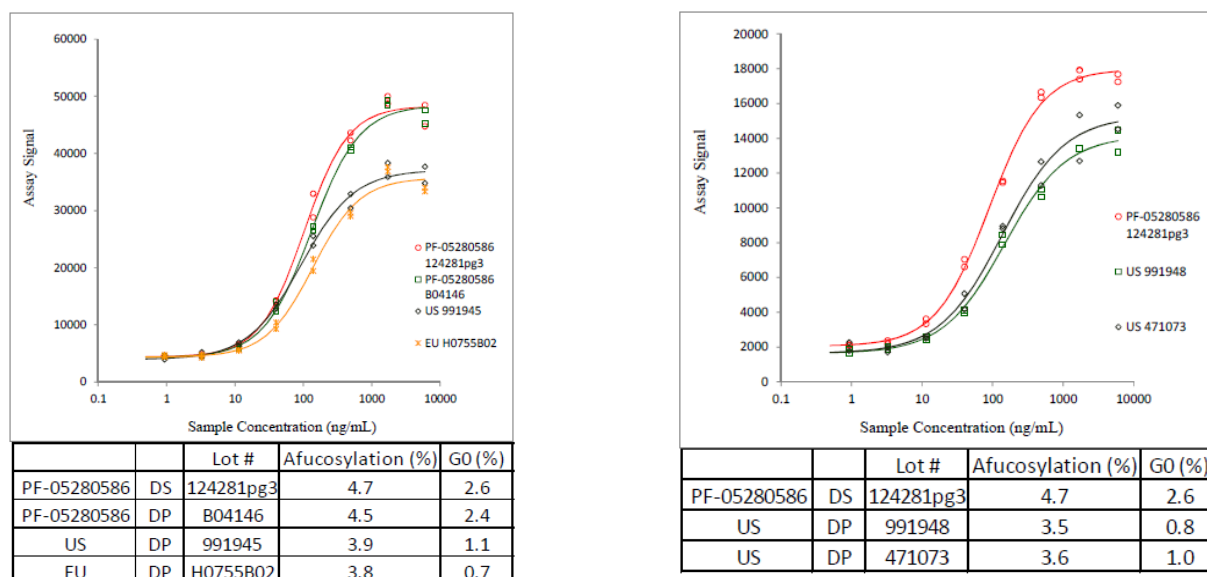 60000
50000
40000
30000
20000
10000
0
Assay Signal
0.1 1 10 100 1000 10000
Sample Concentration (ng/mL)
PF-05280586
124281pg3
PF-05280586
B04146
US 991945
EU H0755B02
Lot # Afucosylation (%) G0 (%)
PF-05280586 DS 124281pg3 4.7 2.6
PF-05280586 DP B04146 4.5 2.4
US DP 991945 3.9 1.1
EU DP H0755B02 3.8 0.7
20000
18000
16000
14000
12000
10000
8000
6000
4000
2000
0
Assay Signal
0.1 1 10 100 1000 10000
Sample Concentration (ng/mL)
PF-05280586
124281pg3
US 991948
US 471073
Lot # Afucosylation (%) G0 (%)
PF-05280586 DS 124281pg3 4.7 2.6
US DP 991948 3.5 0.8
US DP 471073 3.6 1.0